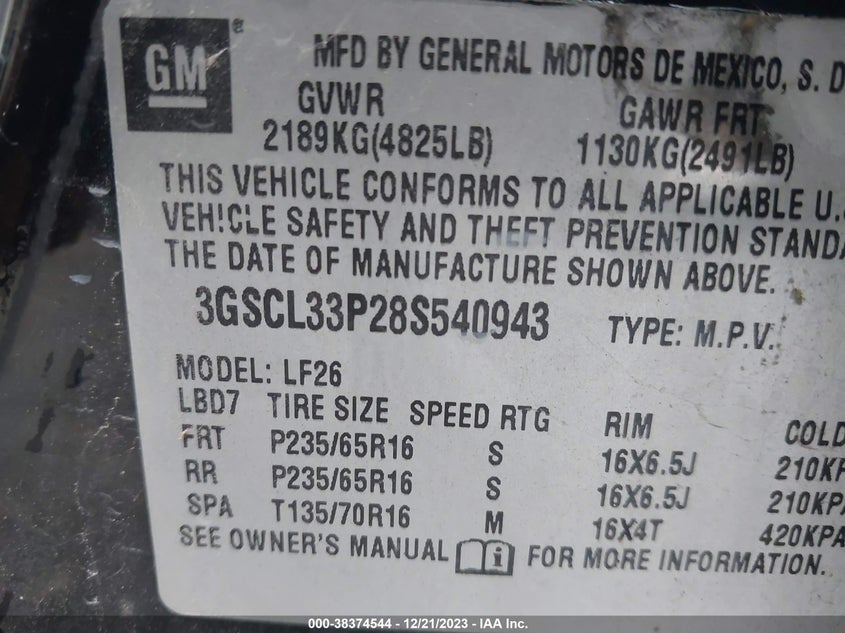 GM
MFD BY GENERAL MOTORS DE MEXICO, S. D
GVWR GAWR FRT
2189KG(4825LB) 1130KG(2491LB)
THIS VEHICLE CONFORMS TO ALL APPLICABLE U.S
VEHICLE SAFETY AND THEFT PREVENTION STANDA
THE DATE OF MANUFACTURE SHOWN ABOVE.
3GSCL33P28S540943 TYPE: M.P.V.
MODEL: LF26
LBD7 TIRE SIZE SPEED RTG RIM COLD
FRT P235/65R16 S 16X6.5J 210KP
RR P235/65R16 S 16X6.5J 210KPA
SPA T135/70R16 M 16X4T 420KPA
SEE OWNER'S MANUAL i FOR MORE INFORMATION.
000-38374544 — 12/21/2023 — IAA Inc.